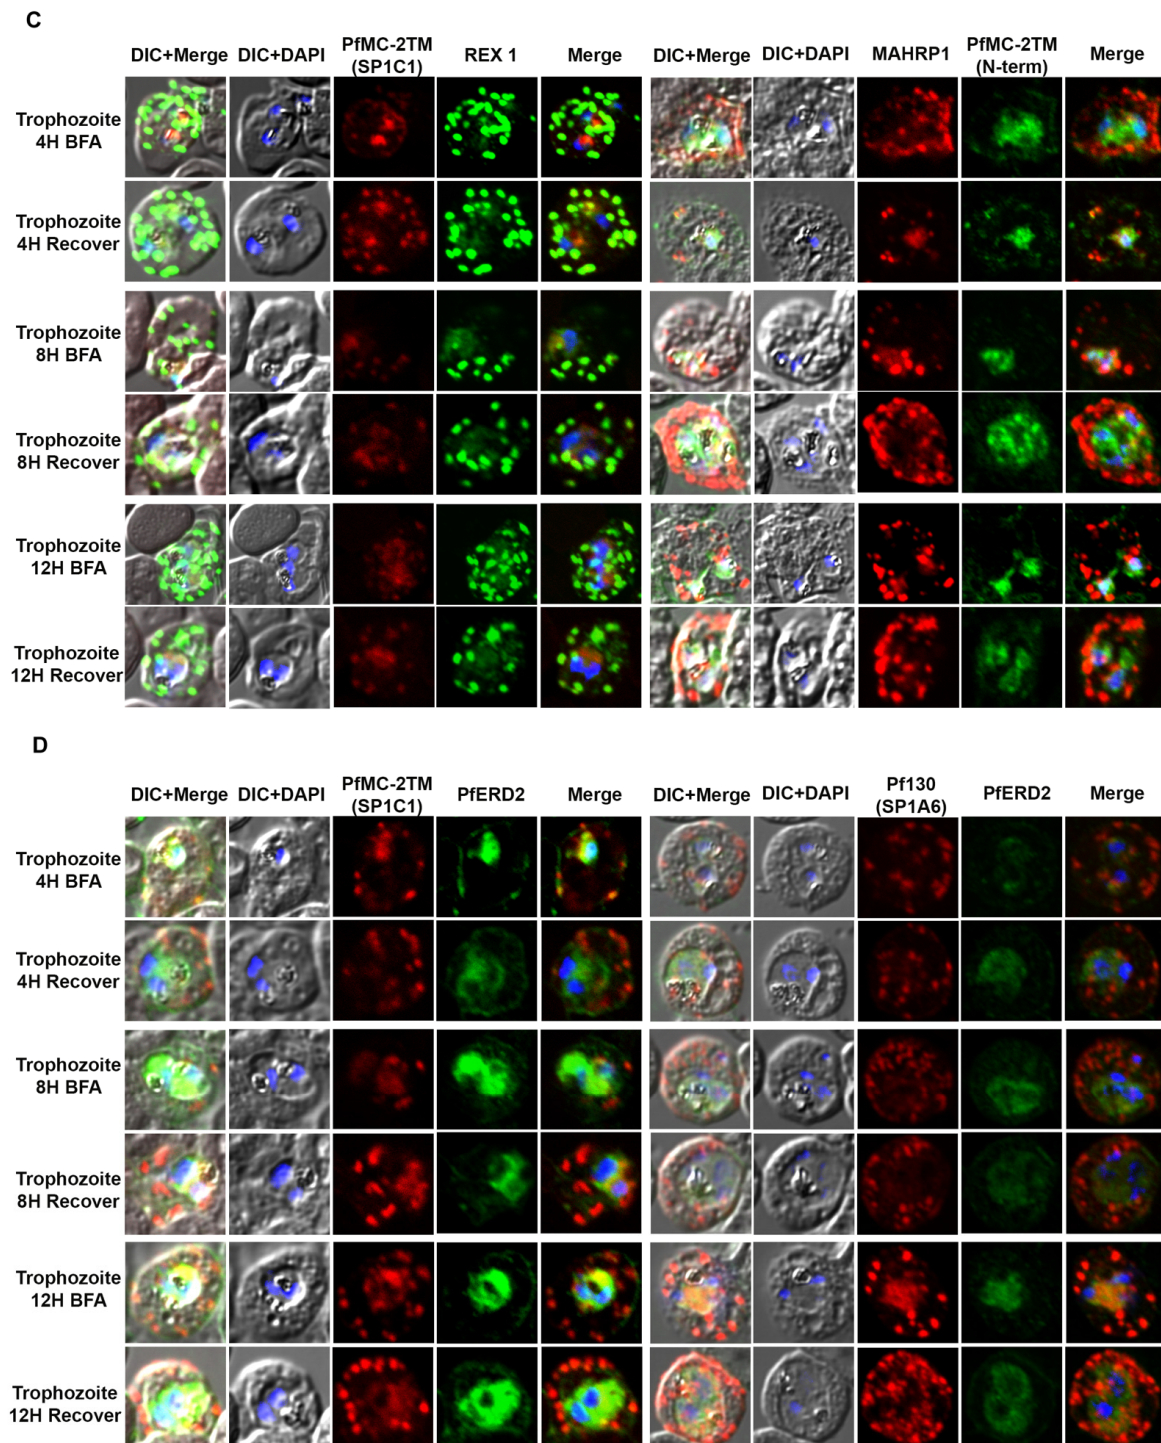 C
DIC+Merge DIC+DAPI PfMC-2TM (SP1C1) REX 1 Merge DIC+Merge DIC+DAPI MAHRP1 PfMC-2TM (N-term) Merge
Trophozoite
4H BFA
Trophozoite
4H Recover
Trophozoite
8H BFA
Trophozoite
8H Recover
Trophozoite
12H BFA
Trophozoite
12H Recover
D
DIC+Merge DIC+DAPI PfMC-2TM (SP1C1) PfERD2 Merge DIC+Merge DIC+DAPI Pf130 (SP1A6) PfERD2 Merge
Trophozoite
4H BFA
Trophozoite
4H Recover
Trophozoite
8H BFA
Trophozoite
8H Recover
Trophozoite
12H BFA
Trophozoite
12H Recover